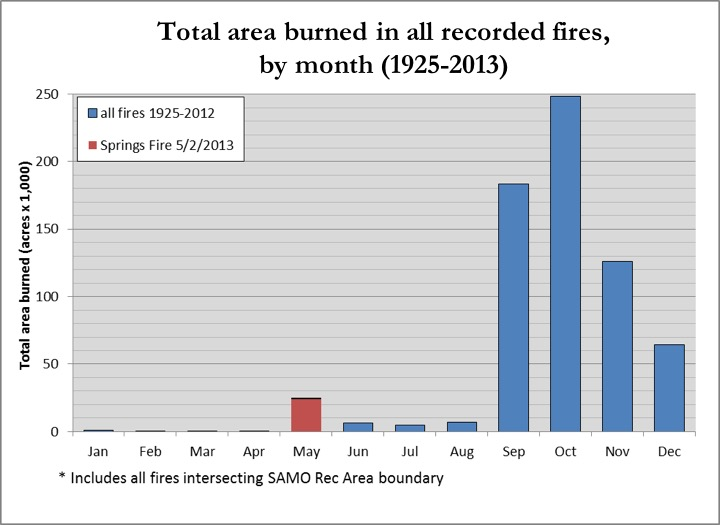 Total area burned in all recorded fires,
by month (1925-2013)
Total area burned (acres x 1,000)
250
200
150
100
50
0
all fires 1925-2012
Springs Fire 5/2/2013
Jan Feb Mar Apr May Jun Jul Aug Sep Oct Nov Dec
* Includes all fires intersecting SAMO Rec Area boundary